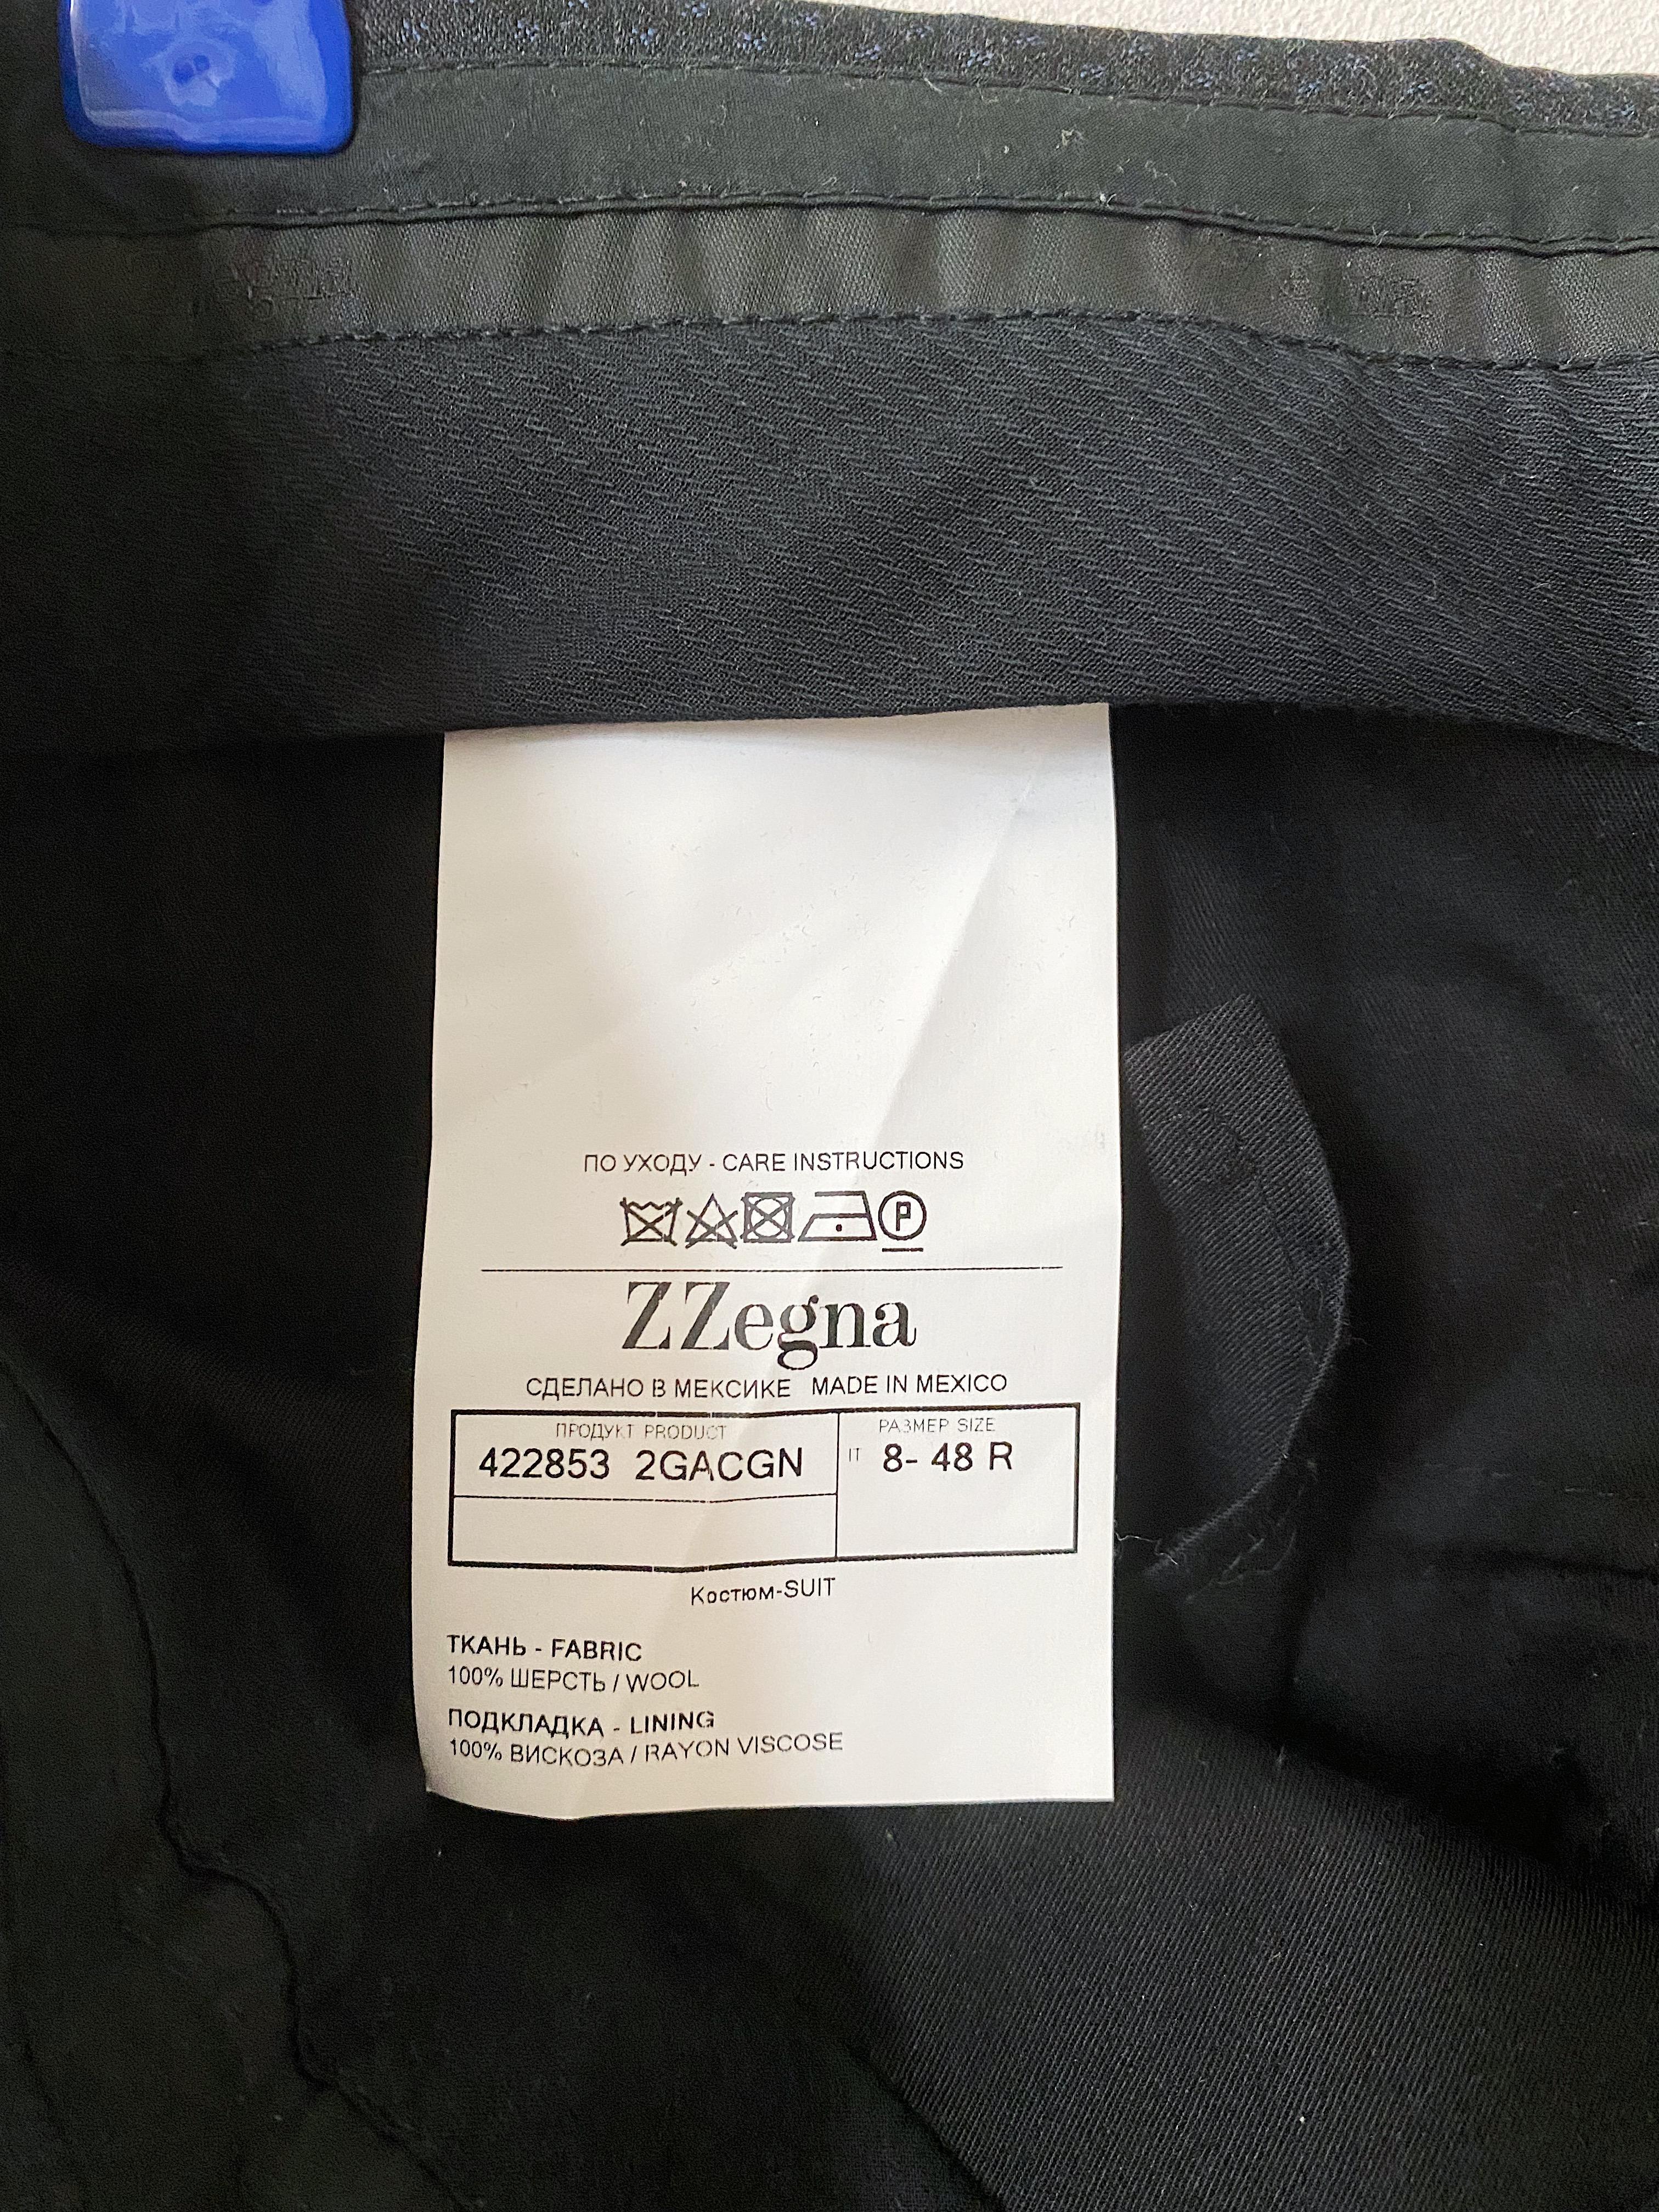 ПО УХОДУ - CARE INSTRUCTIONS
P
ZZegna
СДЕЛАНО В МЕКСИКЕ MADE IN MEXICO
ПРОДУКТ PRODUCT
422853 2GACGN
РАЗМЕР SIZE
IT 8- 48 R
Костюм-SUIT
ТКАНЬ - FABRIC
100% ШЕРСТЬ / WOOL
ПОДКЛАДКА - LINING
100% ВИСКОЗА / RAYON VISCOSE